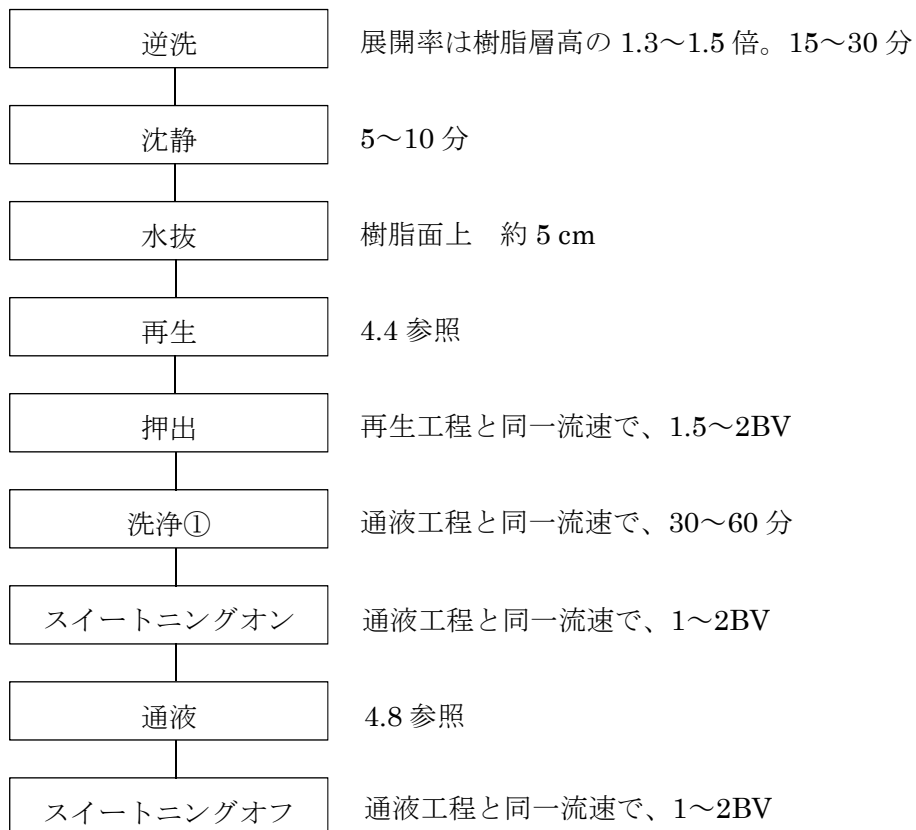 逆洗 展開率は樹脂層高の 1.3～1.5 倍。15～30 分
沈静 5～10 分
水抜 樹脂面上 約 5 cm
再生 4.4 参照
押出 再生工程と同一流速で、1.5～2BV
洗浄① 通液工程と同一流速で、30～60 分
スイートニングオン 通液工程と同一流速で、1～2BV
通液 4.8 参照
スイートニングオフ 通液工程と同一流速で、1～2BV